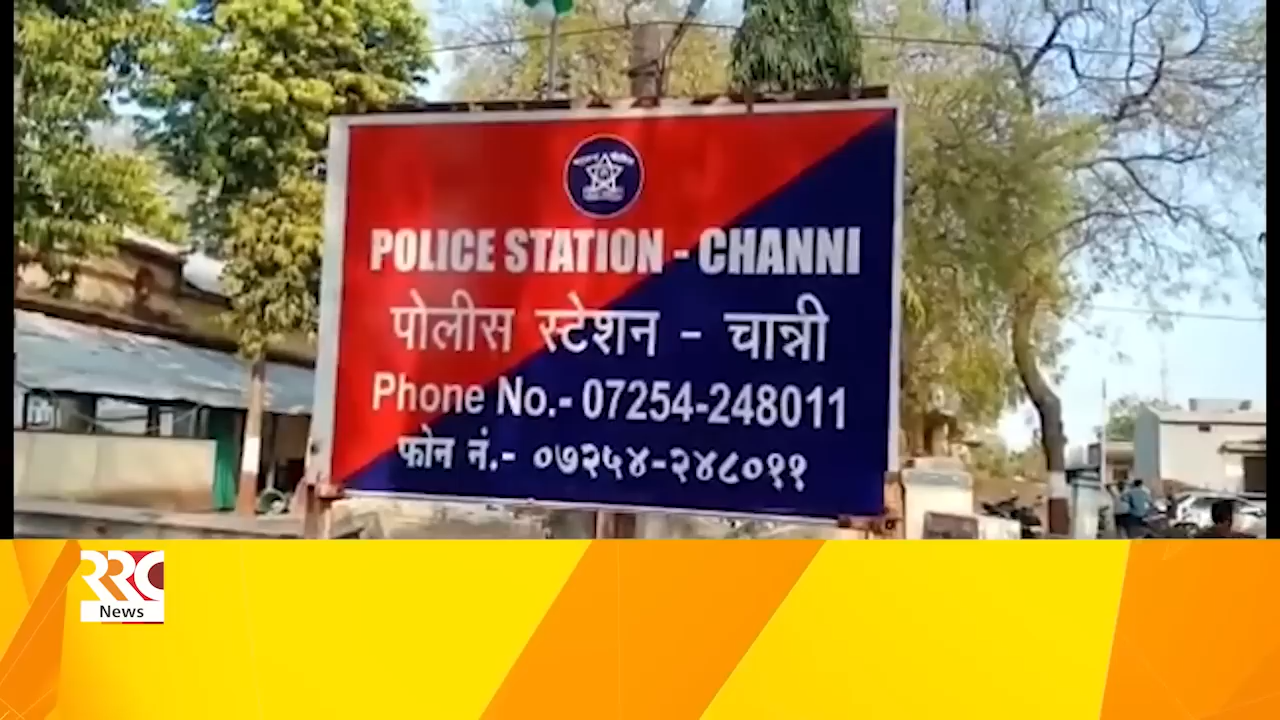 POLICE STATION - CHANNI
पोलीस स्टेशन - चान्नी
Phone No.- 07254-248011
फोन नं.- ०७२५४-२४८०११
RRC
News